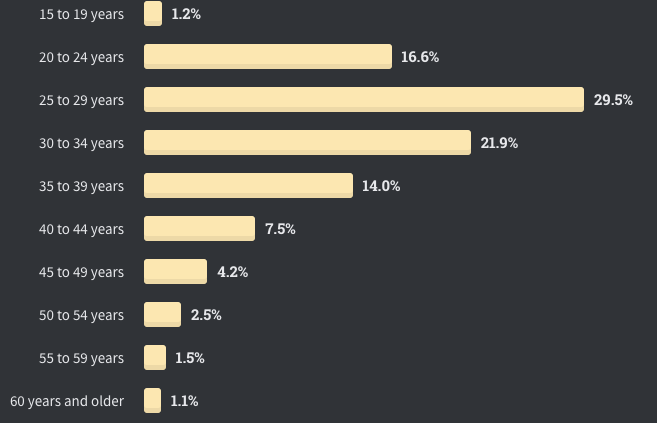 15 to 19 years 1.2%
20 to 24 years 16.6%
25 to 29 years 29.5%
30 to 34 years 21.9%
35 to 39 years 14.0%
40 to 44 years 7.5%
45 to 49 years 4.2%
50 to 54 years 2.5%
55 to 59 years 1.5%
60 years and older 1.1%